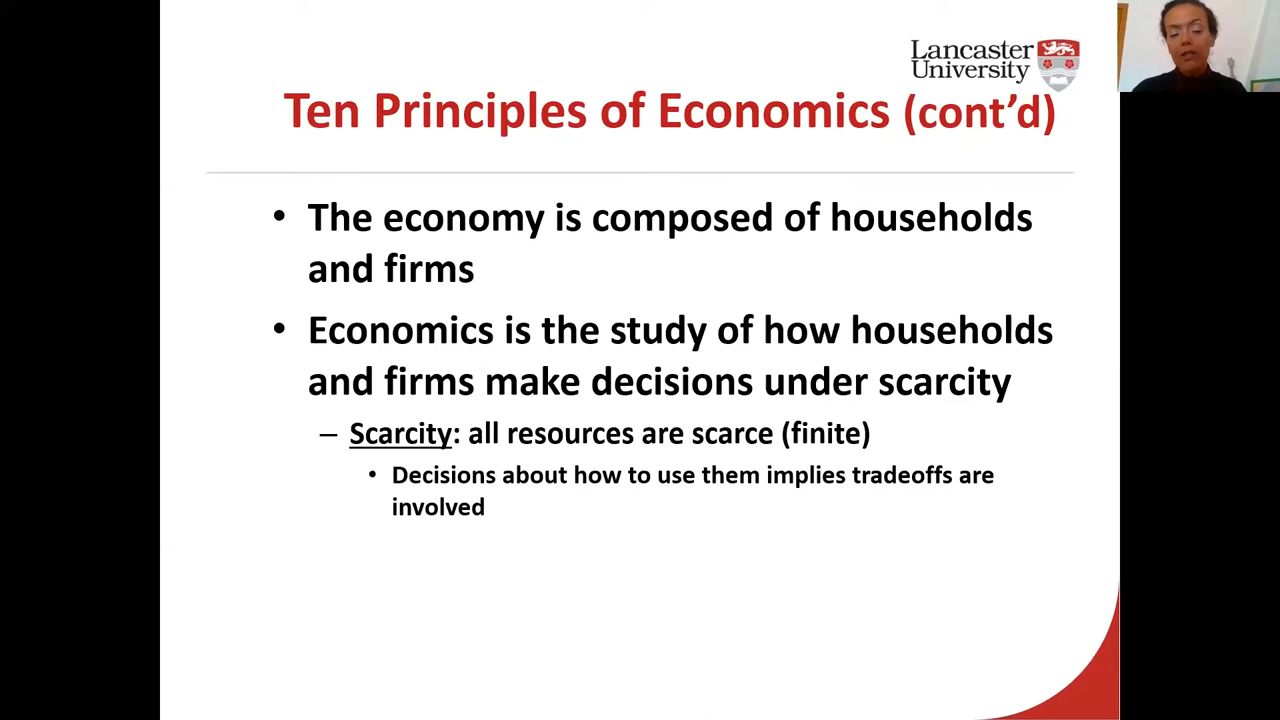 Lancaster
University
Ten Principles of Economics (cont’d)
• The economy is composed of households
and firms
• Economics is the study of how households
and firms make decisions under scarcity
– Scarcity: all resources are scarce (finite)
• Decisions about how to use them implies tradeoffs are
involved